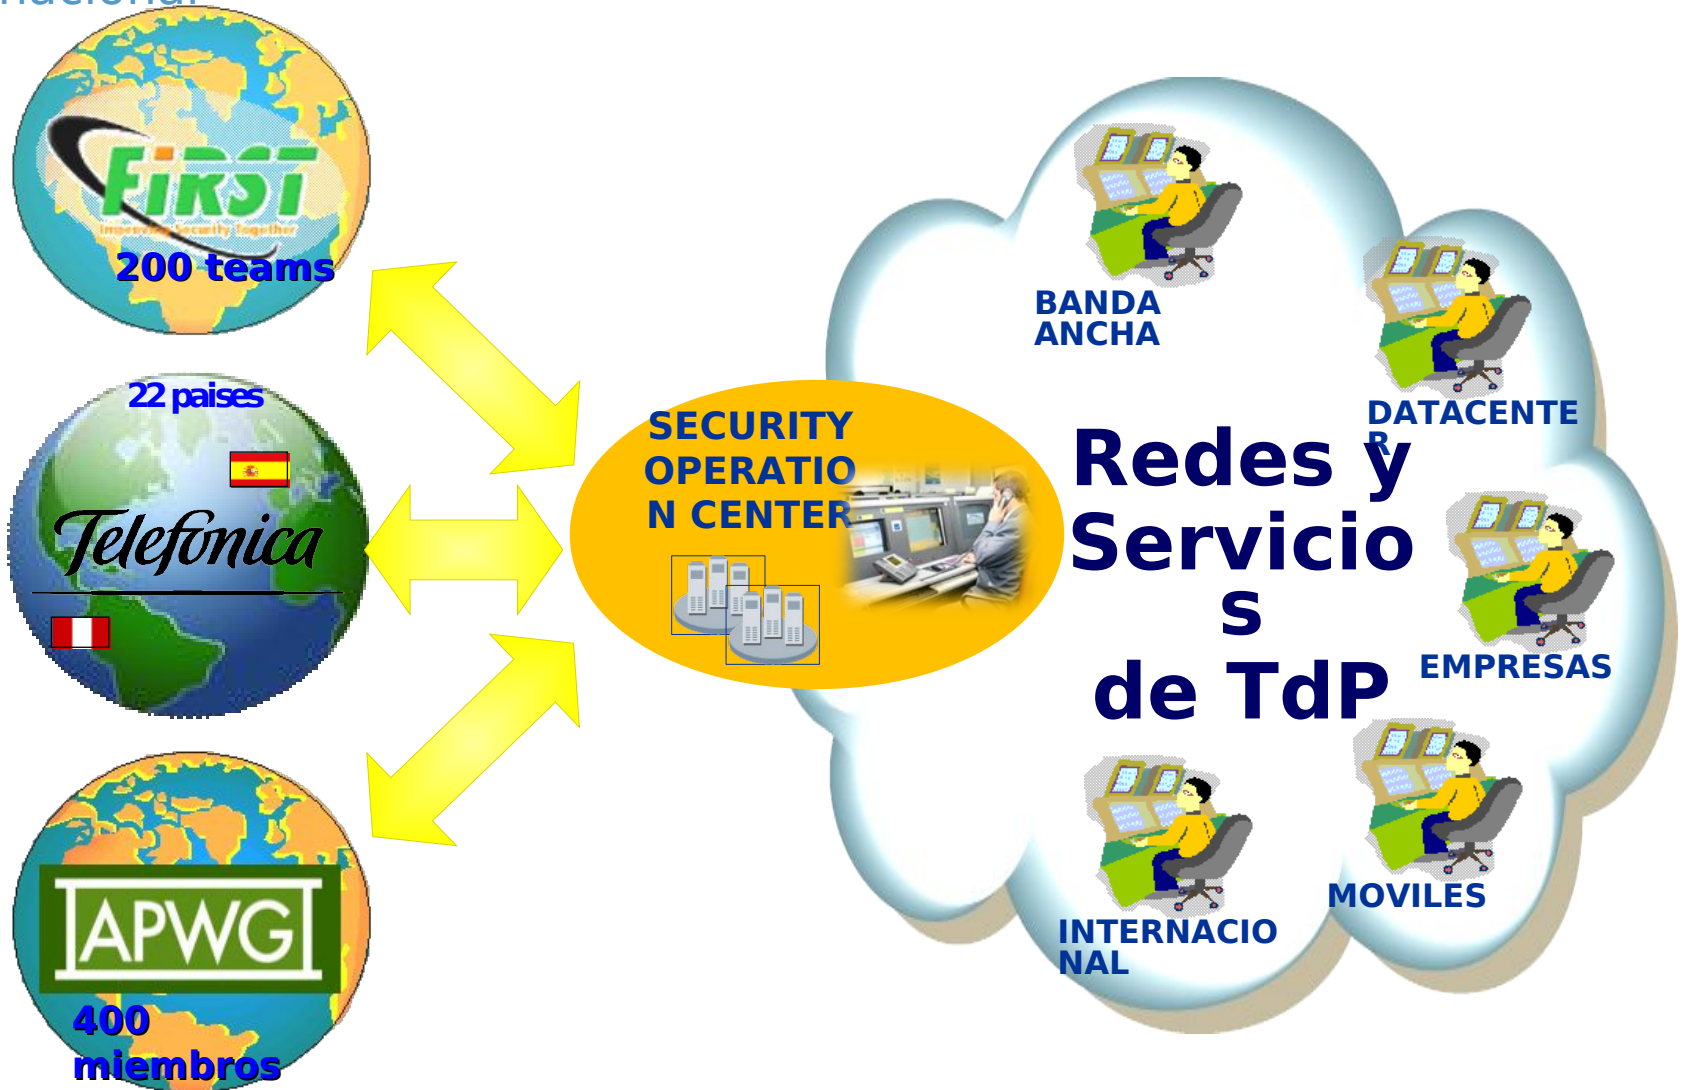 FiRST
Improving Security Together
200 teams
22 paises
Telefónica
APWG
400
miembros
SECURITY
OPERATIO
N CENTER
BANDA
ANCHA
DATACENTE
R
Redes y
Servicio
s
de TdP
EMPRESAS
MOVILES
INTERNACIO
NAL